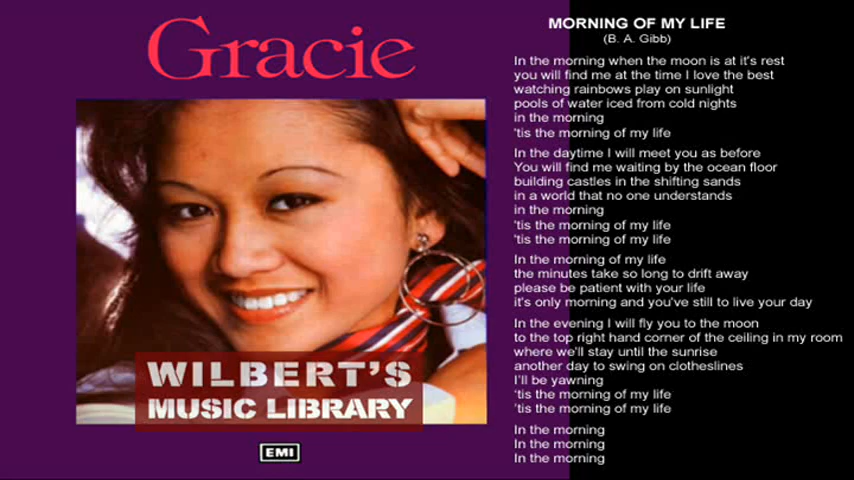 Gracie
WILBERT'S
MUSIC LIBRARY
EMI
MORNING OF MY LIFE
(B. A. Gibb)
In the morning when the moon is at it's rest
you will find me at the time I love the best
watching rainbows play on sunlight
pools of water iced from cold nights
in the morning
'tis the morning of my life
In the daytime I will meet you as before
You will find me waiting by the ocean floor
building castles in the shifting sands
in a world that no one understands
in the morning
'tis the morning of my life
'tis the morning of my life
In the morning of my life
the minutes take so long to drift away
please be patient with your life
it's only morning and you've still to live your day
In the evening I will fly you to the moon
to the top right hand corner of the ceiling in my room
where we'll stay until the sunrise
another day to swing on clotheslines
I'll be yawning
'tis the morning of my life
'tis the morning of my life
In the morning
In the morning
In the morning